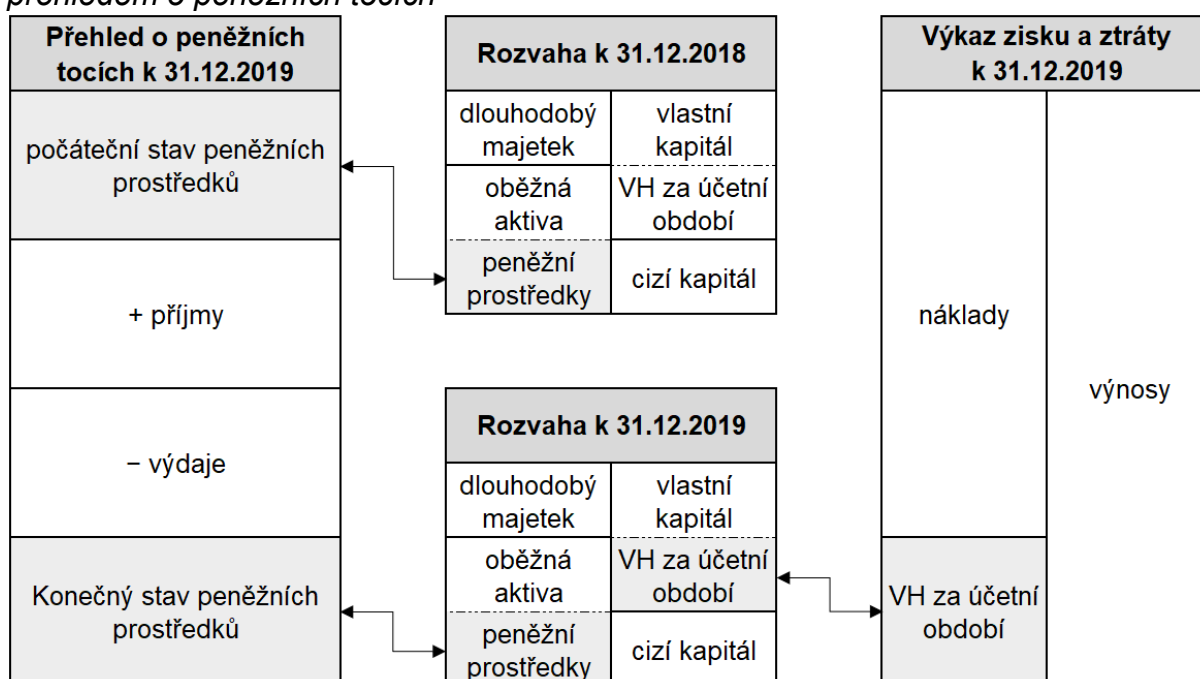 přehledem o peněžních tocích
Přehled o peněžních
tocích k 31.12.2019
počáteční stav peněžních
prostředků
+ příjmy
− výdaje
Konečný stav peněžních
prostředků
Rozvaha k 31.12.2018
dlouhodobý
majetek
vlastní
kapitál
oběžná
aktiva
VH za účetní
období
peněžní
prostředky
cizí kapitál
Rozvaha k 31.12.2019
dlouhodobý
majetek
vlastní
kapitál
oběžná
aktiva
VH za účetní
období
peněžní
prostředky
cizí kapitál
Výkaz zisku a ztráty
k 31.12.2019
náklady
výnosy
VH za účetní
období